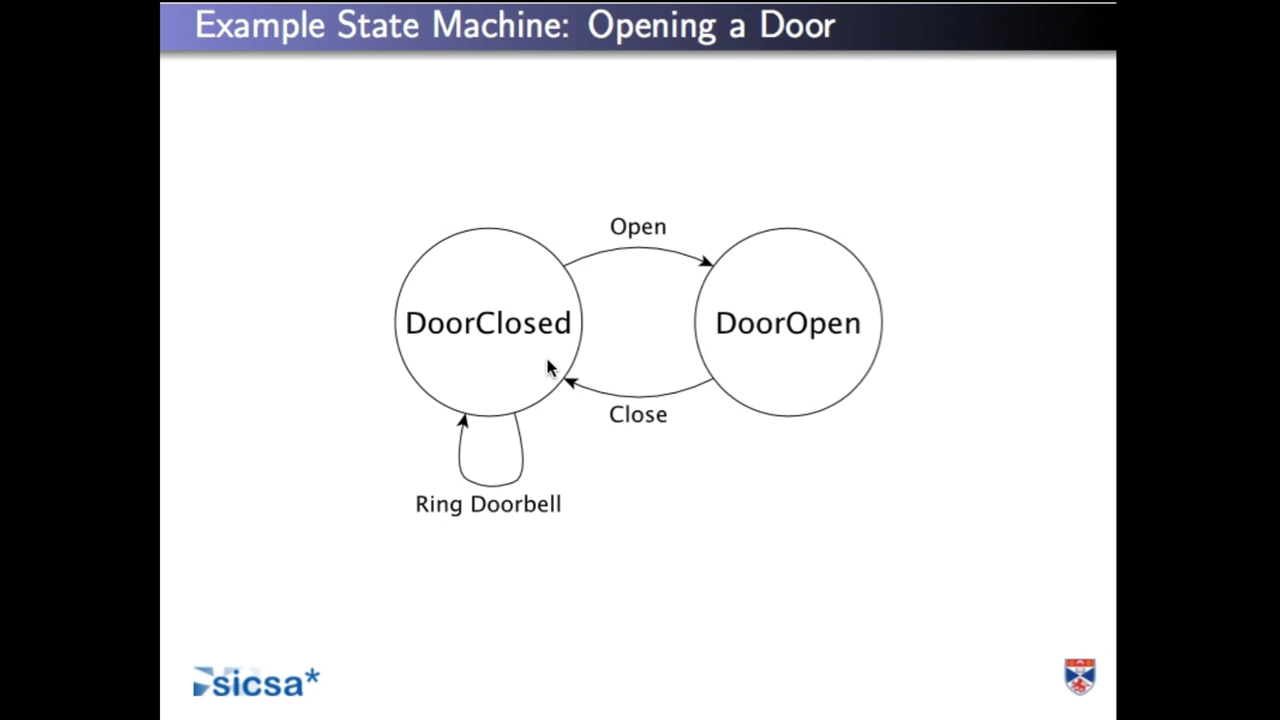 Example State Machine: Opening a Door
Open
DoorClosed
DoorOpen
Close
Ring Doorbell
sicsa*